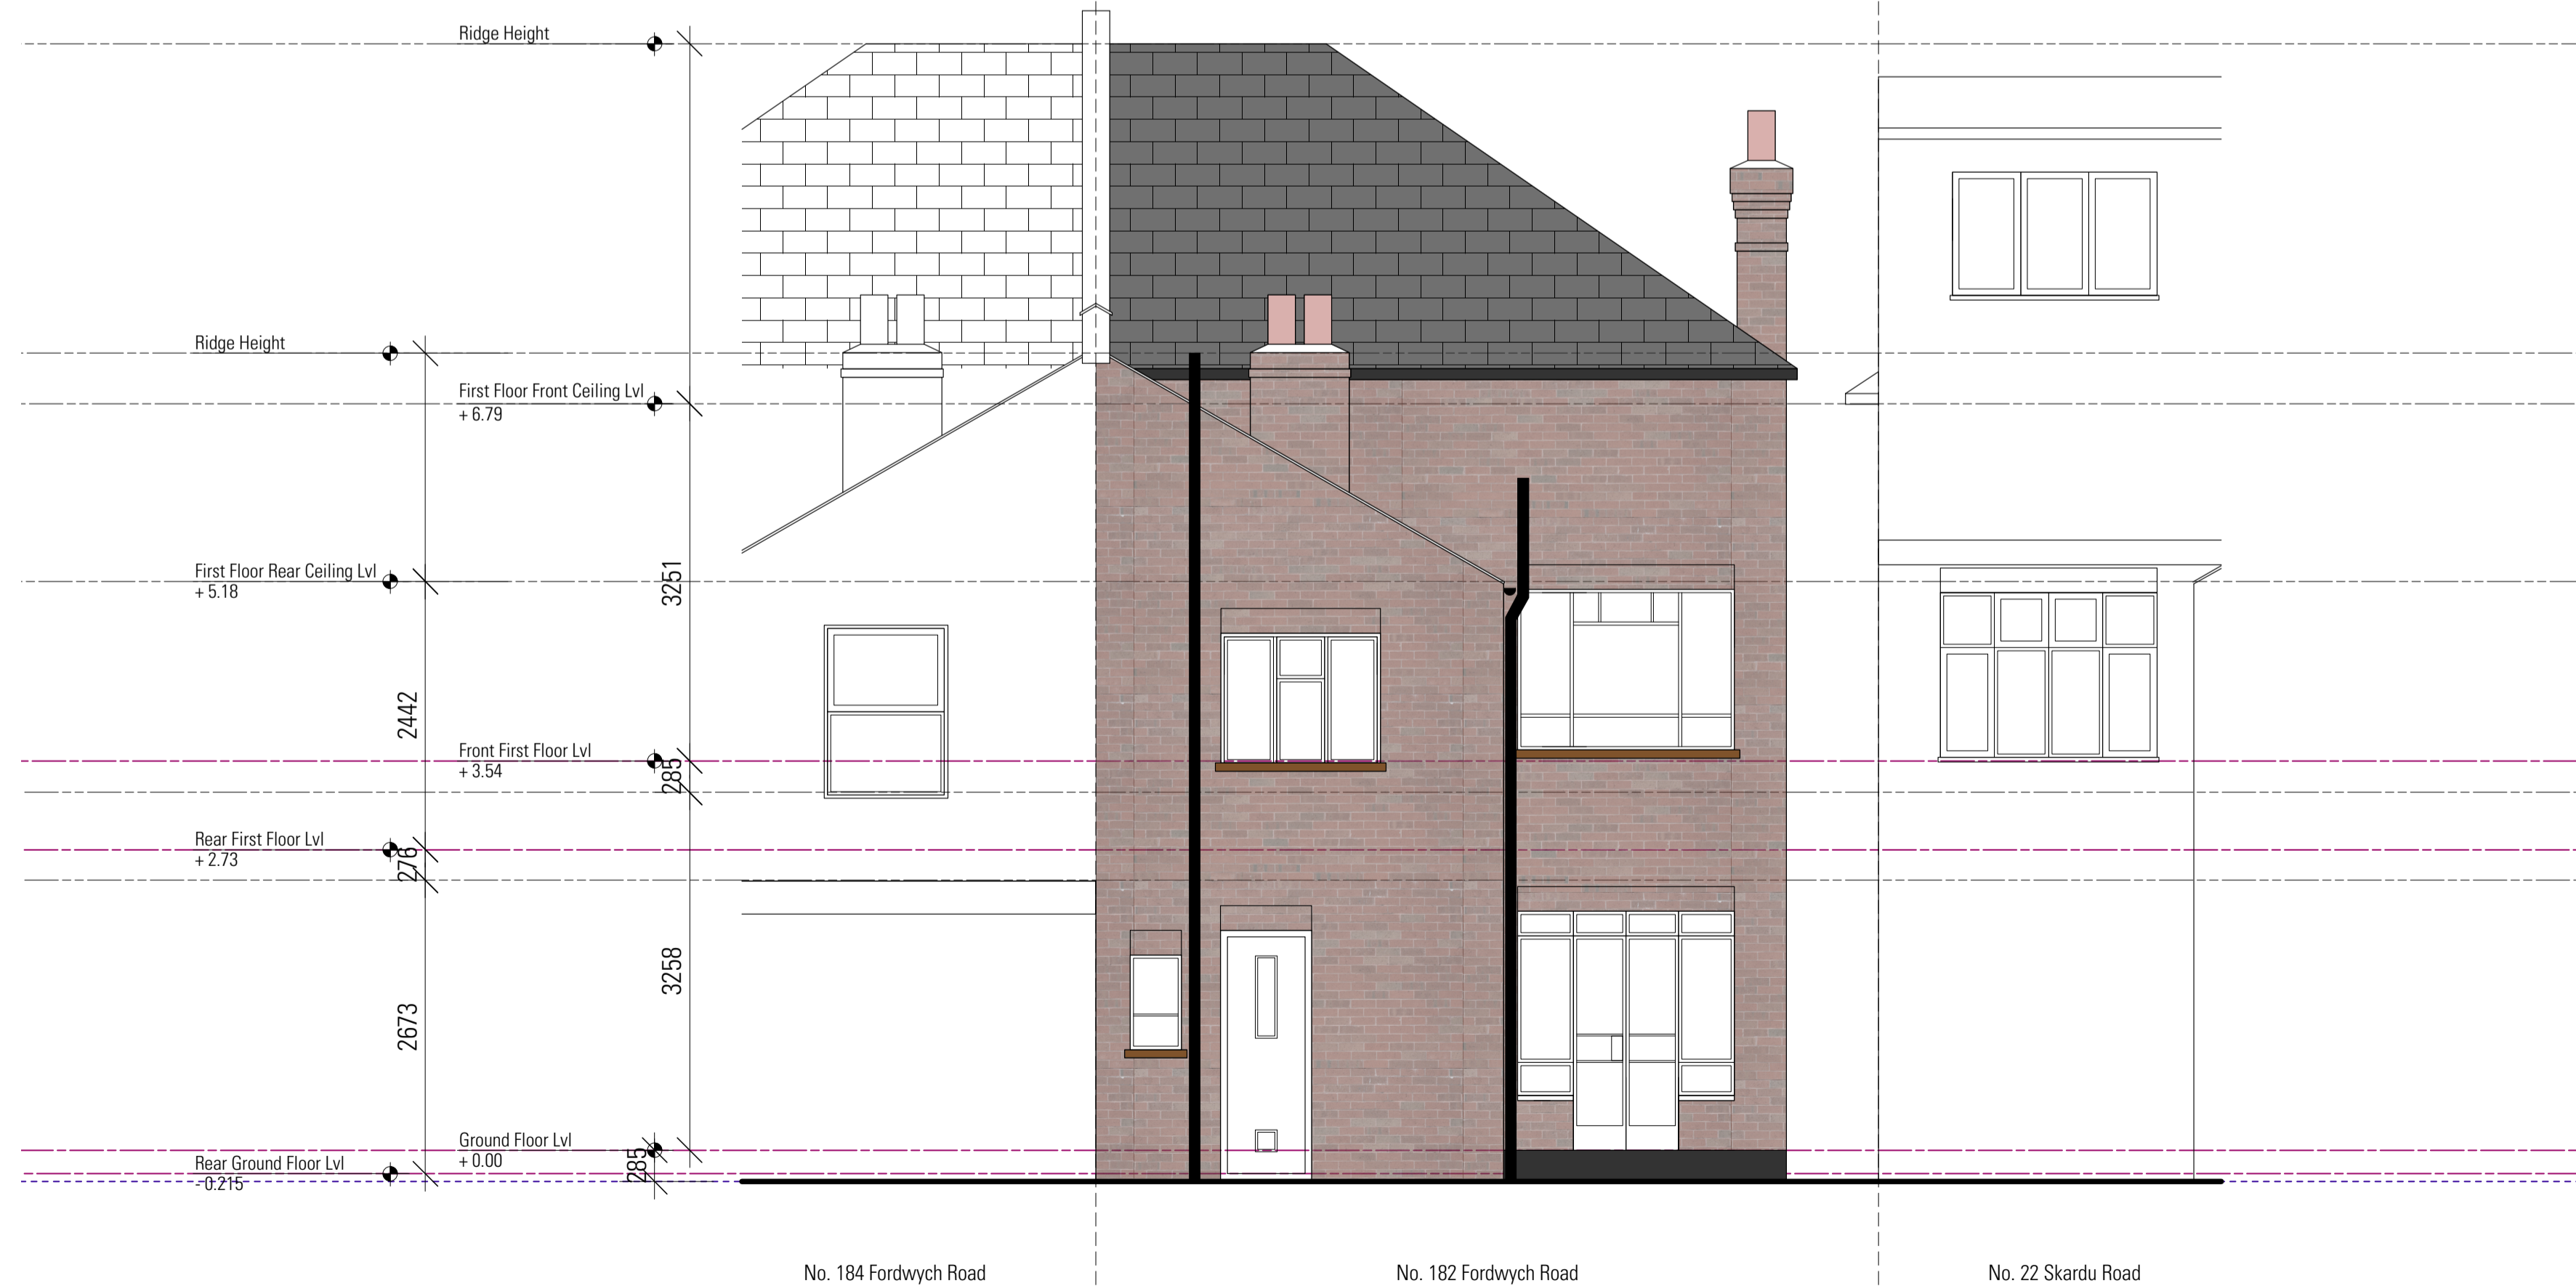 Ridge Height
Ridge Height
First Floor Front Ceiling Lvl
+ 6.79
First Floor Rear Ceiling Lvl
+ 5.18
3251
2442
Front First Floor Lvl
+ 3.54
285
Rear First Floor Lvl
+ 2.73
276
3258
2673
Ground Floor Lvl
+ 0.00
285
Rear Ground Floor Lvl
- 0.215
No. 184 Fordwych Road
No. 182 Fordwych Road
No. 22 Skardu Road